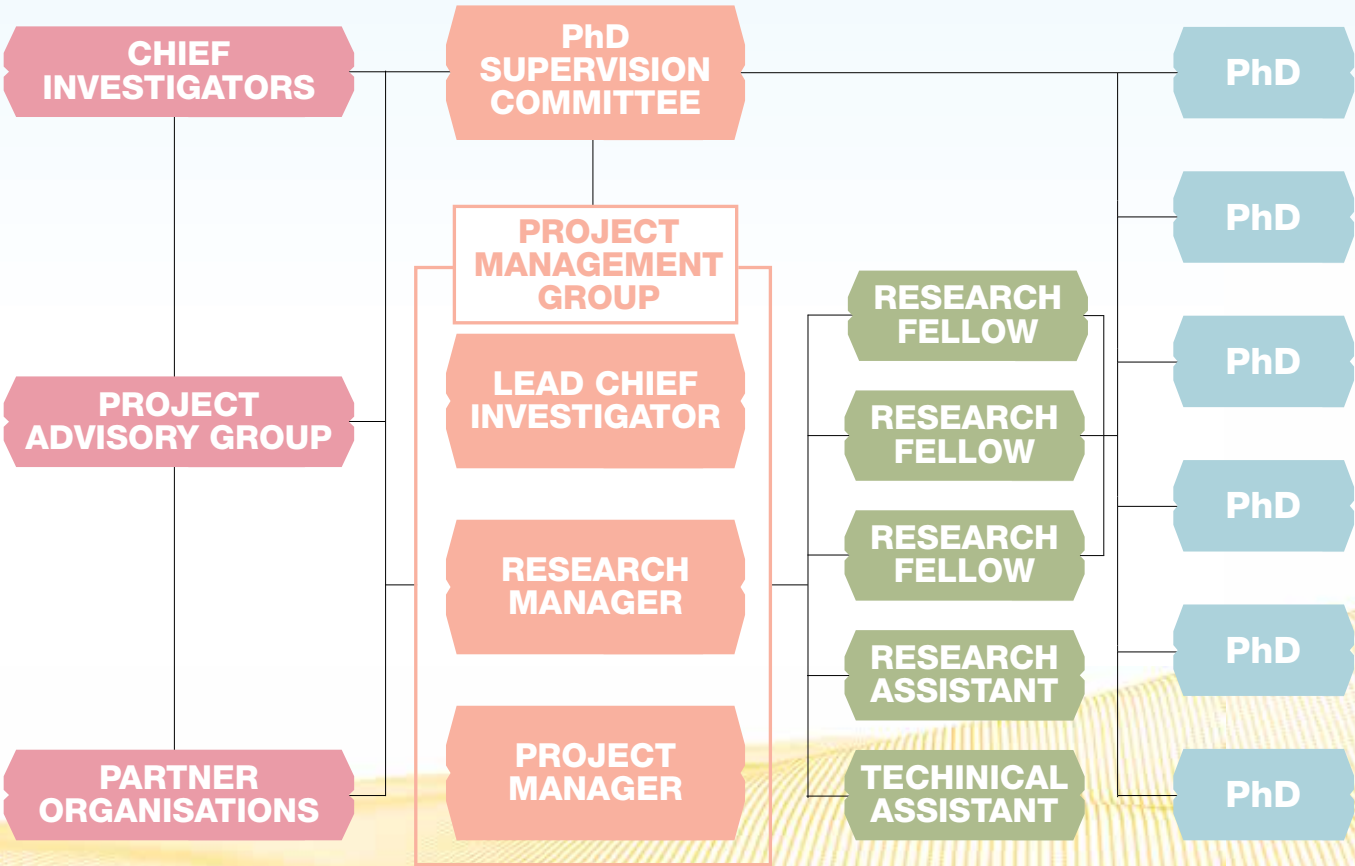 CHIEF
INVESTIGATORS
PROJECT
ADVISORY GROUP
PARTNER
ORGANISATIONS
PhD
SUPERVISION
COMMITTEE
PROJECT
MANAGEMENT
GROUP
LEAD CHIEF
INVESTIGATOR
RESEARCH
MANAGER
PROJECT
MANAGER
RESEARCH
FELLOW
RESEARCH
FELLOW
RESEARCH
FELLOW
RESEARCH
ASSISTANT
TECHINICAL
ASSISTANT
PhD
PhD
PhD
PhD
PhD
PhD